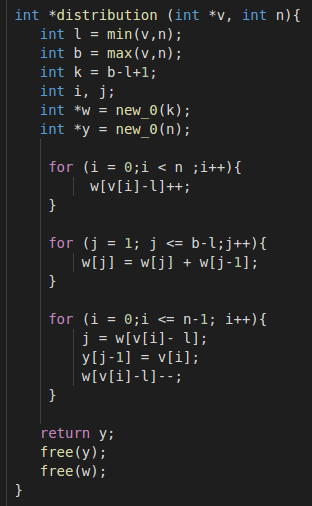 int *distribution (int *v, int n){
int l = min(v,n);
int b = max(v,n);
int k = b-l+1;
int i, j;
int *w = new_0(k);
int *y = new_0(n);
for (i = 0;i < n ;i++){
w[v[i]-l]++;
}
for (j = 1; j <= b-l;j++){
w[j] = w[j] + w[j-1];
}
for (i = 0;i <= n-1; i++){
j = w[v[i]- l];
y[j-1] = v[i];
w[v[i]-l]--;
}
return y;
free(y);
free(w);
}